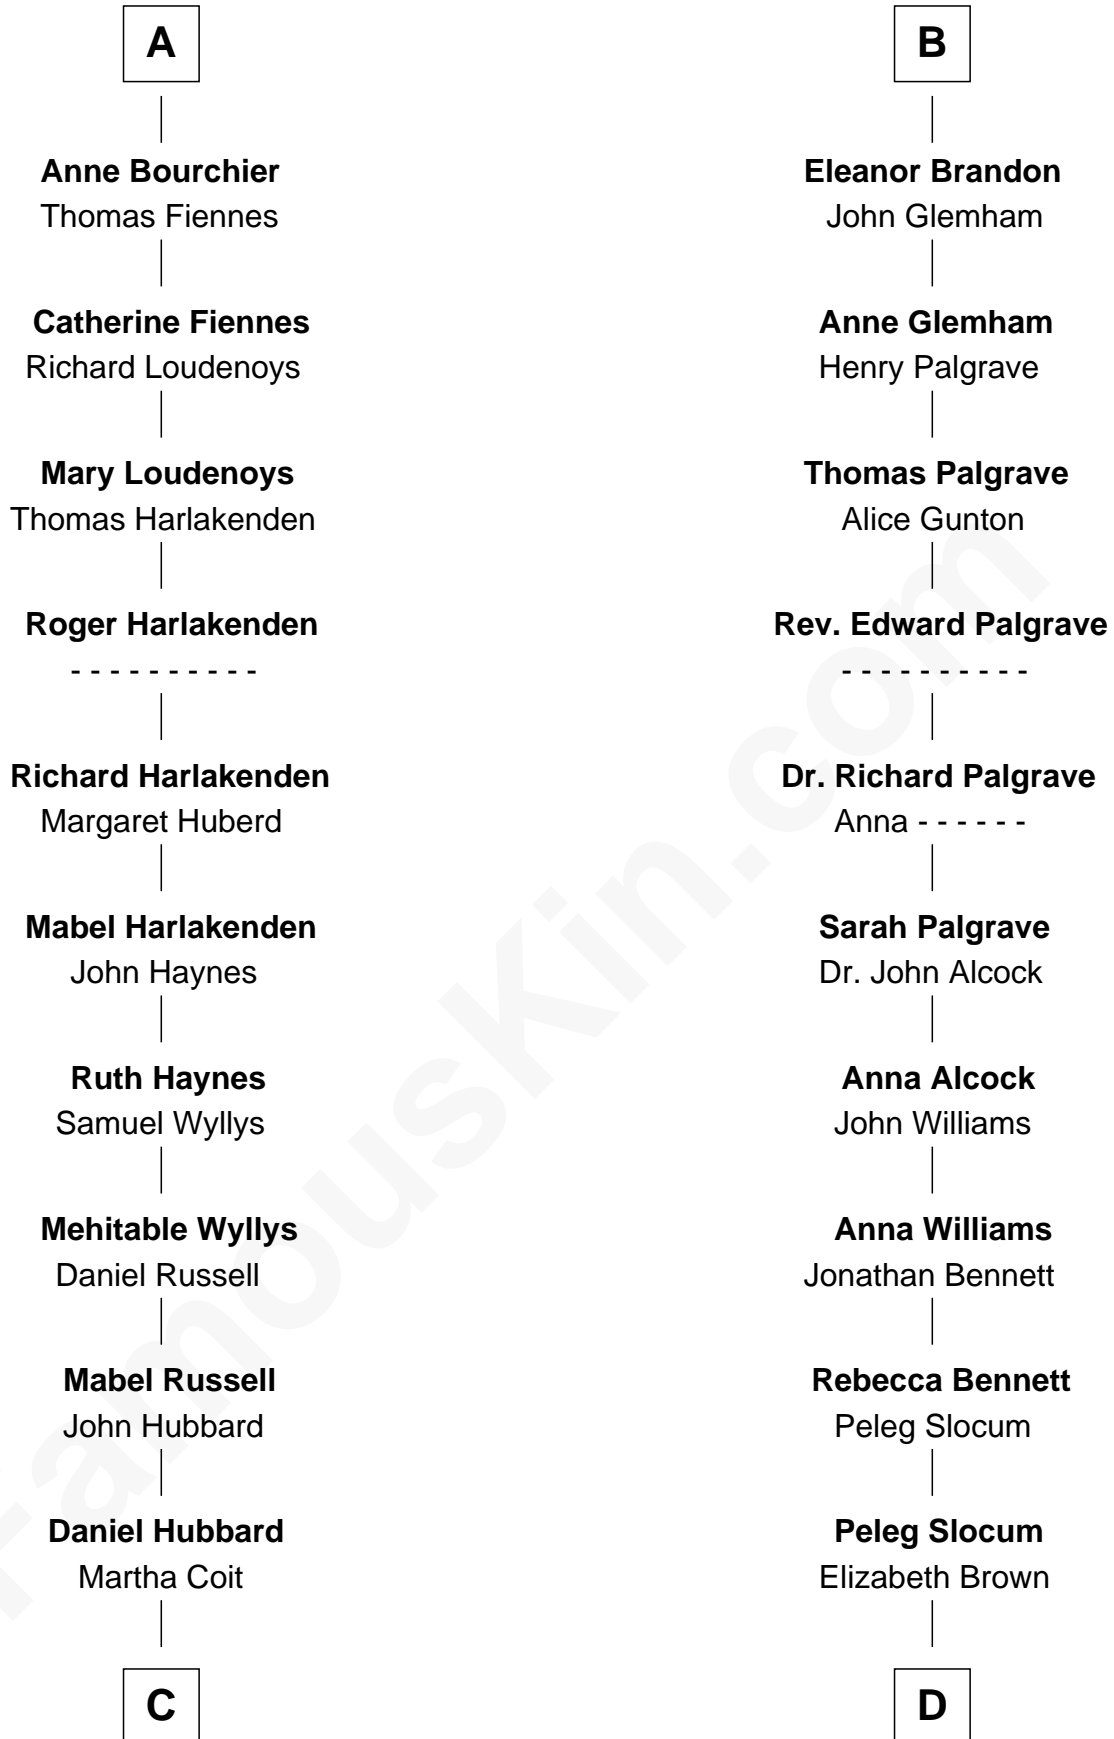 A
Anne Bourchier
Thomas Fiennes
Catherine Fiennes
Richard Loudenoys
Mary Loudenoys
Thomas Harlakenden
Roger Harlakenden
- - - - - - - - - -
Richard Harlakenden
Margaret Huberd
Mabel Harlakenden
John Haynes
Ruth Haynes
Samuel Wyllys
Mehitable Wyllys
Daniel Russell
Mabel Russell
John Hubbard
Daniel Hubbard
Martha Coit
C
B
Eleanor Brandon
John Glemham
Anne Glemham
Henry Palgrave
Thomas Palgrave
Alice Gunton
Rev. Edward Palgrave
- - - - - - - - - -
Dr. Richard Palgrave
Anna - - - - - -
Sarah Palgrave
Dr. John Alcock
Anna Alcock
John Williams
Anna Williams
Jonathan Bennett
Rebecca Bennett
Peleg Slocum
Peleg Slocum
Elizabeth Brown
D
FamousKin.com